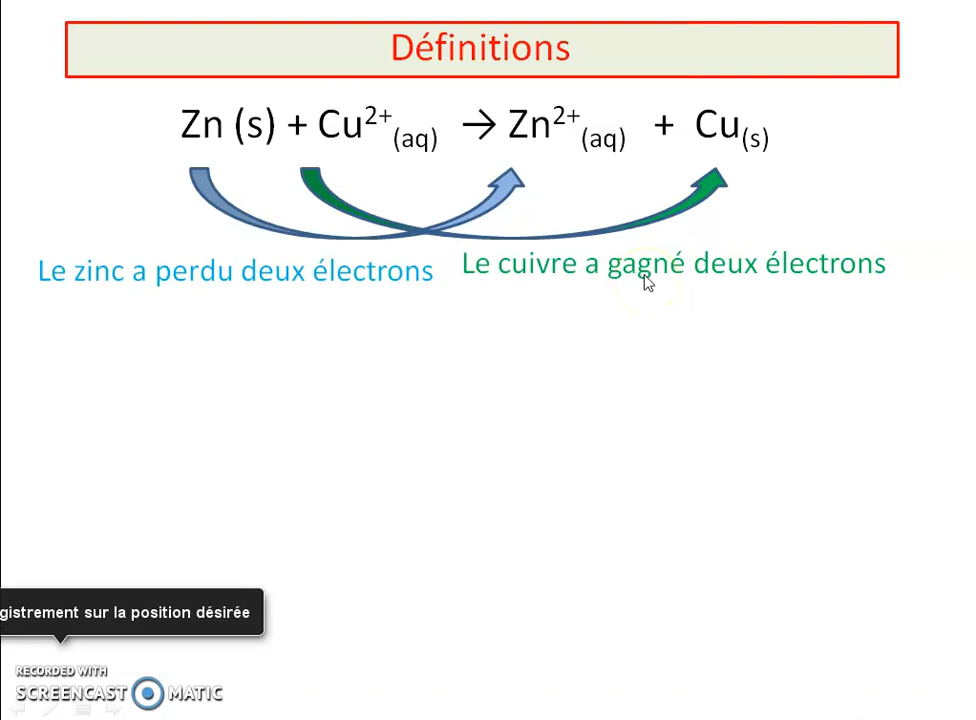 Définitions
Zn (s) + Cu²⁺(aq) → Zn²⁺(aq) + Cu(s)
Le zinc a perdu deux électrons
Le cuivre a gagné deux électrons
gistrement sur la position désirée
RECORDED WITH
SCREENCAST MATIC